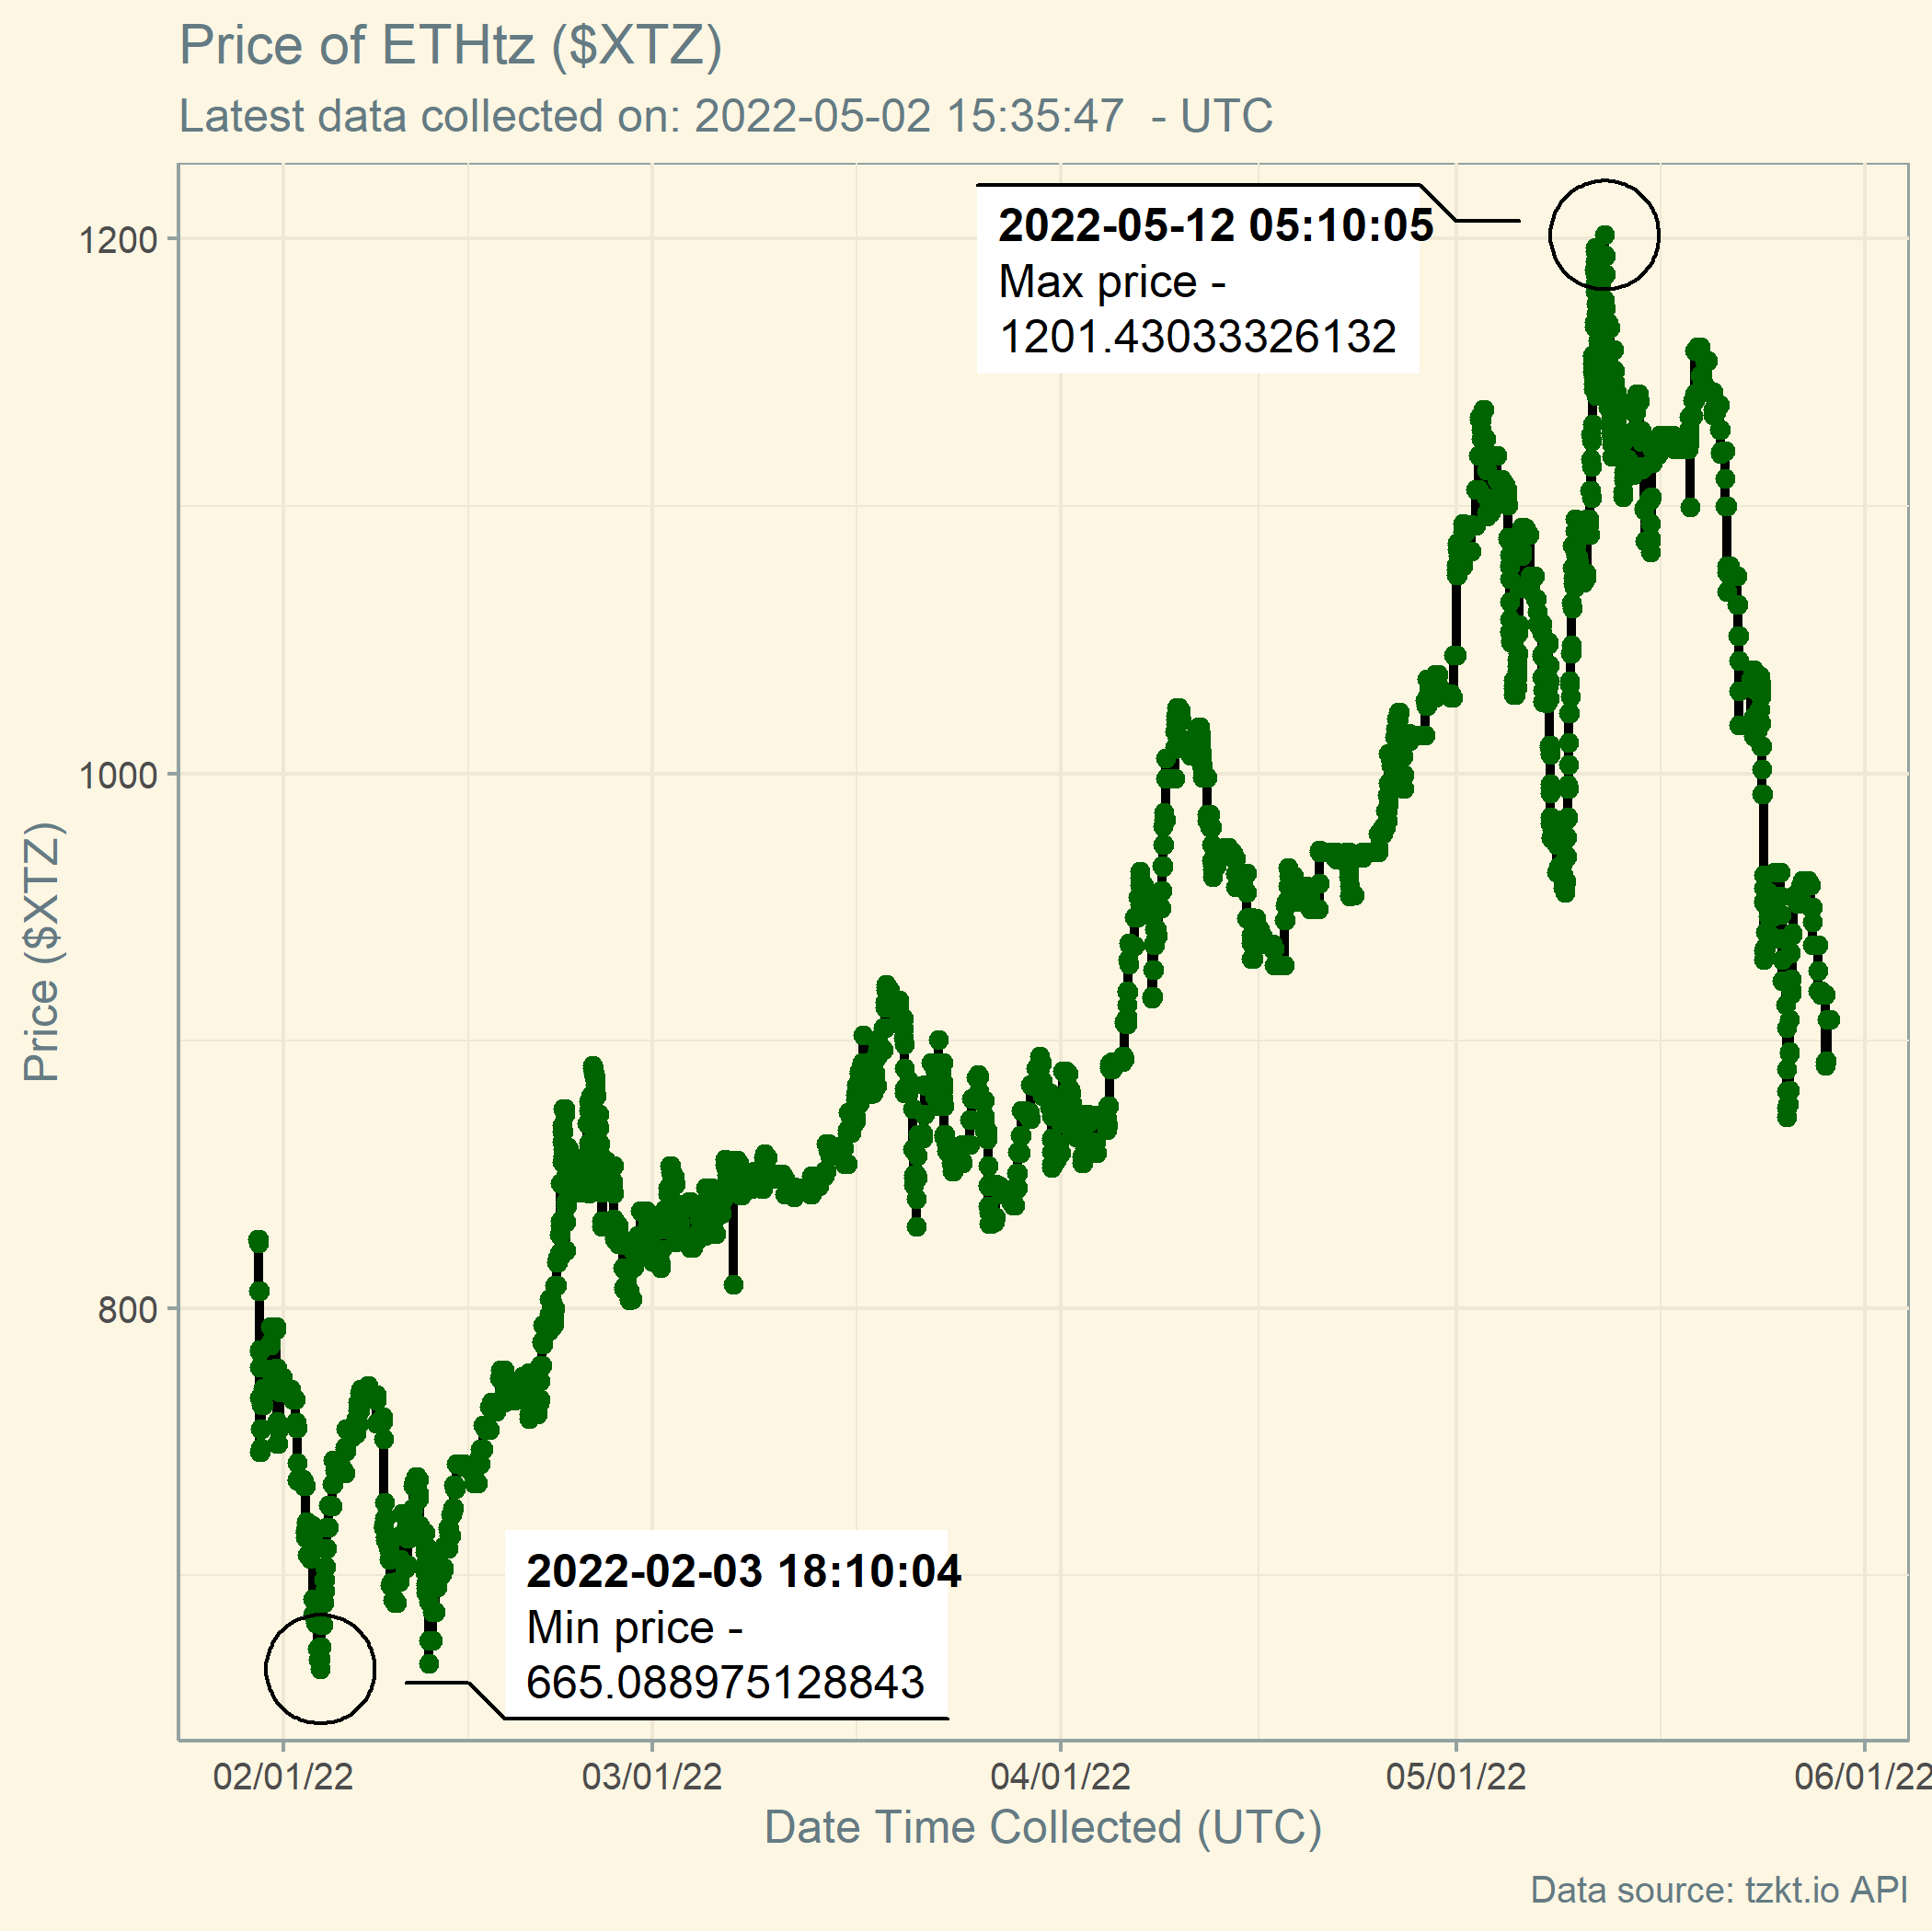 Price of ETHtz ($XTZ)
Latest data collected on: 2022-05-02 15:35:47  - UTC
2022-05-12 05:10:05
Max price -
1201.43033326132
1200
1000
800
Price ($XTZ)
2022-02-03 18:10:04
Min price -
665.088975128843
02/01/22
03/01/22
04/01/22
05/01/22
06/01/22
Date Time Collected (UTC)
Data source: tzkt.io API